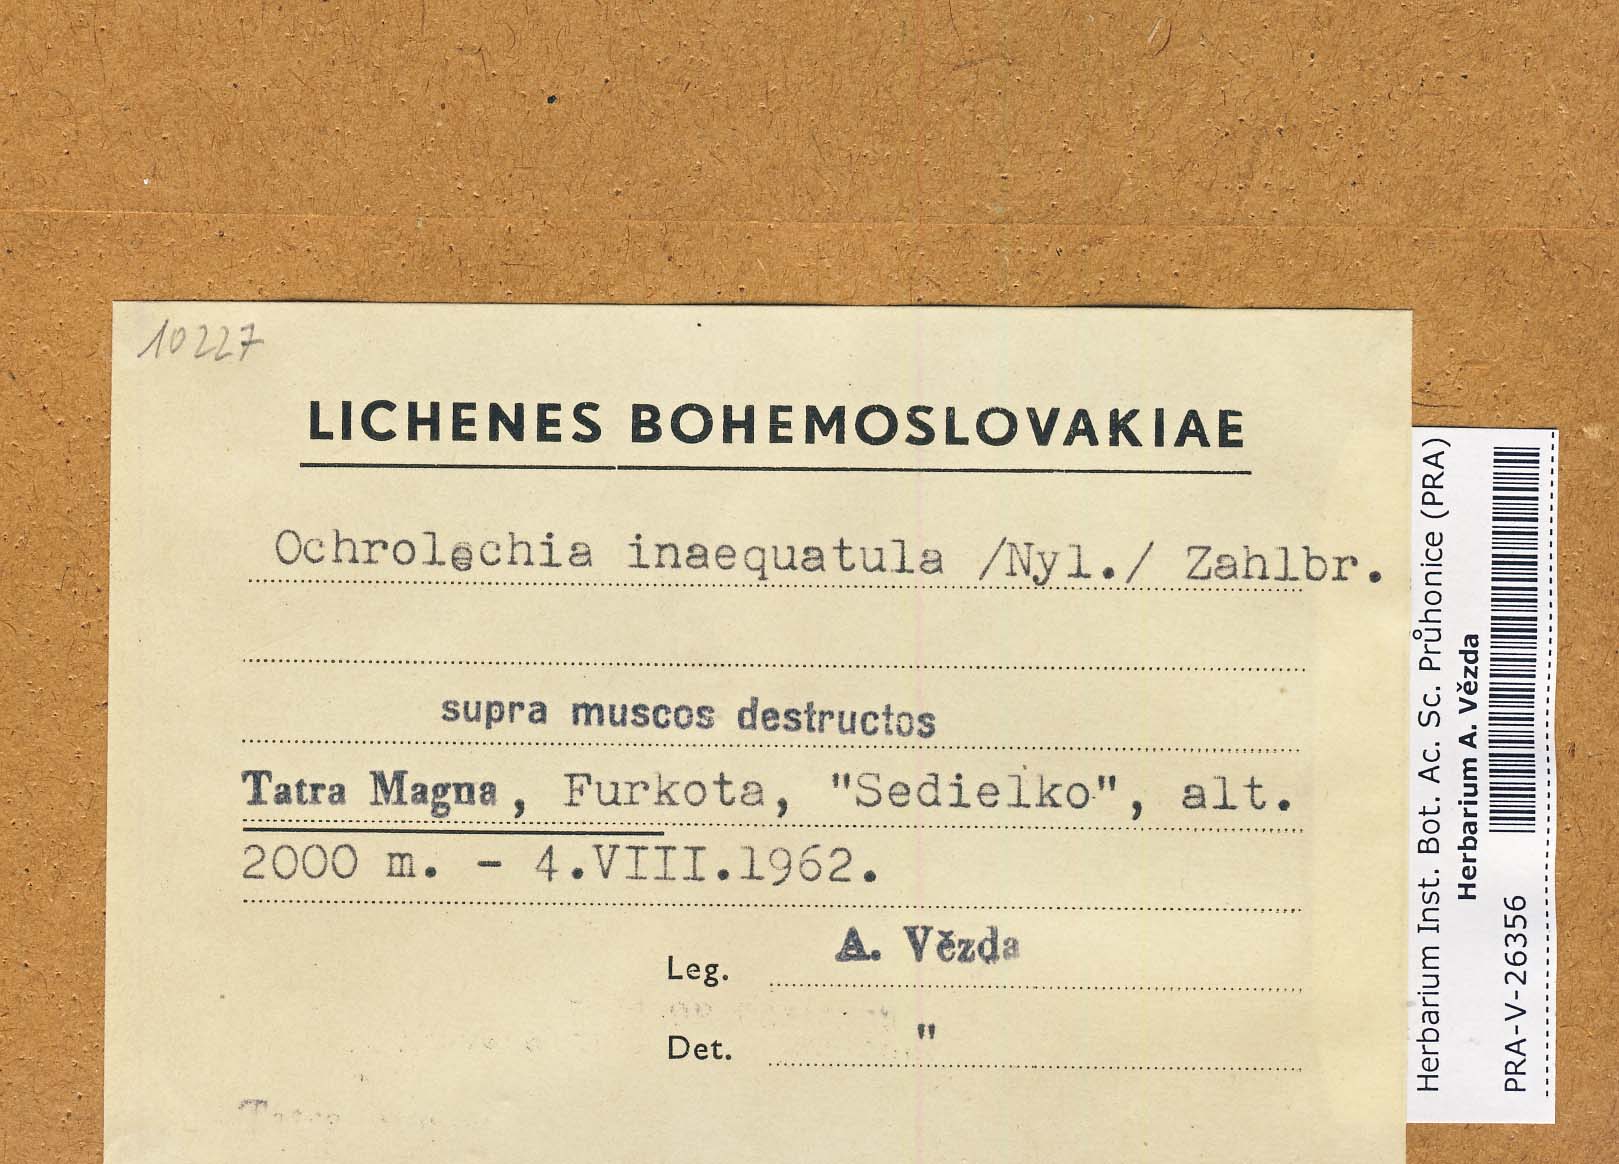 10227
LICHENES BOHEMOSLOVAKIAE
Ochrolechia inaequatula /Nyl./ Zahlbr.
supra muscos destructos
Tatra Magna, Furkota, "Sedielko", alt.
2000 m. - 4.VIII.1962.
Leg. A. Vězda
Det. "
Herbarium Inst. Bot. Ac. Sc. Průhonice (PRA)
Herbarium A. Vězda
PRA-V-26356